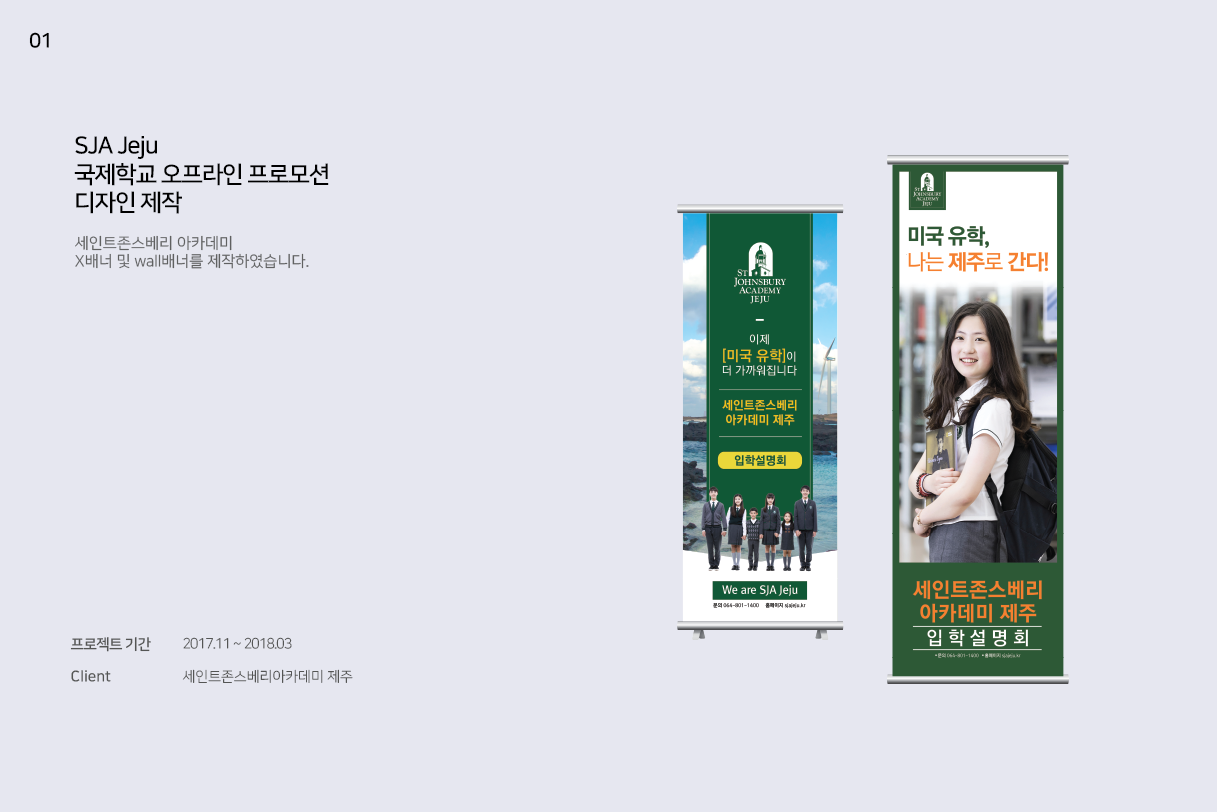 01
SJA Jeju
국제학교 오프라인 프로모션
디자인 제작
세인트존스베리 아카데미
X배너 및 wall배너를 제작하였습니다.
프로젝트 기간 2017.11 ~ 2018.03
Client 세인트존스베리아카데미 제주
ST
JOHNSBURY
ACADEMY
JEJU
이제
[미국 유학]이
더 가까워집니다
세인트존스베리
아카데미 제주
입학설명회
We are SJA Jeju
문의 064-801-1400 홈페이지 sjajeju.kr
ST
JOHNSBURY
ACADEMY
JEJU
미국 유학,
나는 제주로 간다!
세인트존스베리
아카데미 제주
입학설명회
•문의 064-801-1400 •홈페이지 sjajeju.kr